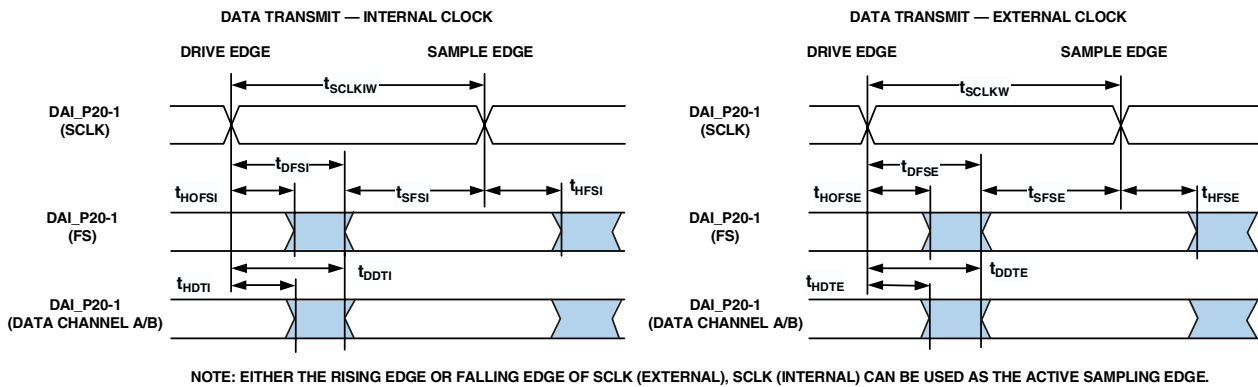 DATA TRANSMIT — INTERNAL CLOCK
DRIVE EDGE
SAMPLE EDGE
tSCLKIW
DAI_P20-1
(SCLK)
tDFSI
tHOFSI
tSFSI
tHFSI
DAI_P20-1
(FS)
tDDTI
tHDTI
DAI_P20-1
(DATA CHANNEL A/B)
DATA TRANSMIT — EXTERNAL CLOCK
DRIVE EDGE
SAMPLE EDGE
tSCLKW
DAI_P20-1
(SCLK)
tDFSE
tHOFSE
tSFSE
tHFSE
DAI_P20-1
(FS)
tDDTE
tHDTE
DAI_P20-1
(DATA CHANNEL A/B)
NOTE: EITHER THE RISING EDGE OR FALLING EDGE OF SCLK (EXTERNAL), SCLK (INTERNAL) CAN BE USED AS THE ACTIVE SAMPLING EDGE.